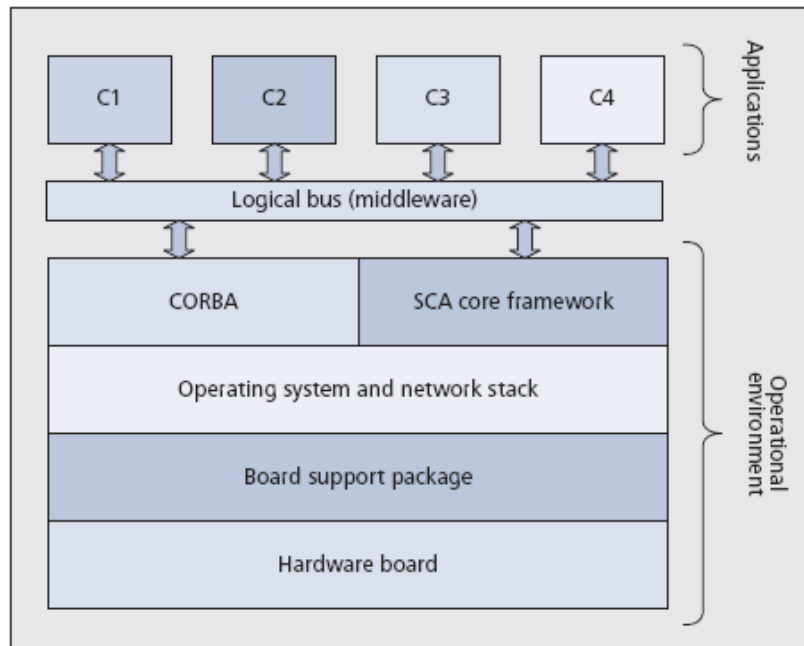 C1
C2
C3
C4
Applications
Logical bus (middleware)
CORBA
SCA core framework
Operating system and network stack
Board support package
Hardware board
Operational
environment